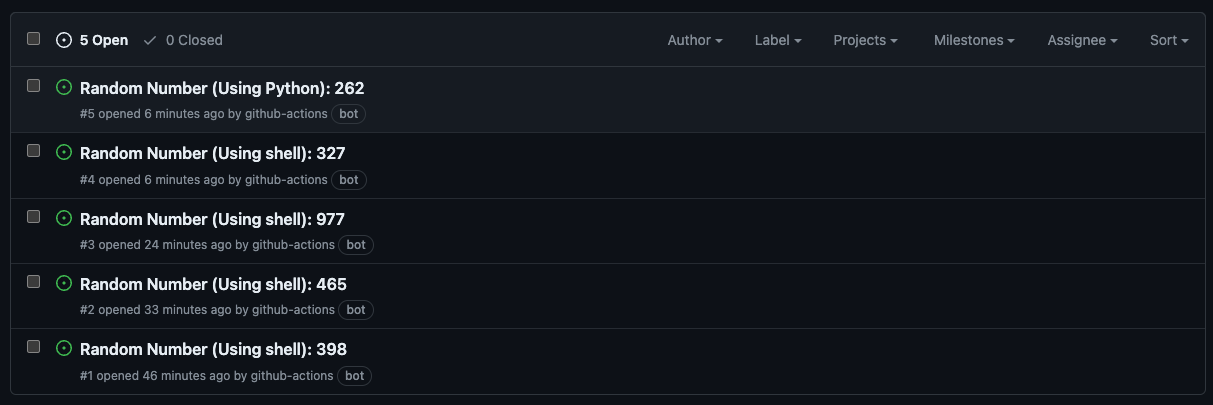 5 Open 0 Closed Author Label Projects Milestones Assignee Sort
Random Number (Using Python): 262
#5 opened 6 minutes ago by github-actions bot
Random Number (Using shell): 327
#4 opened 6 minutes ago by github-actions bot
Random Number (Using shell): 977
#3 opened 24 minutes ago by github-actions bot
Random Number (Using shell): 465
#2 opened 33 minutes ago by github-actions bot
Random Number (Using shell): 398
#1 opened 46 minutes ago by github-actions bot